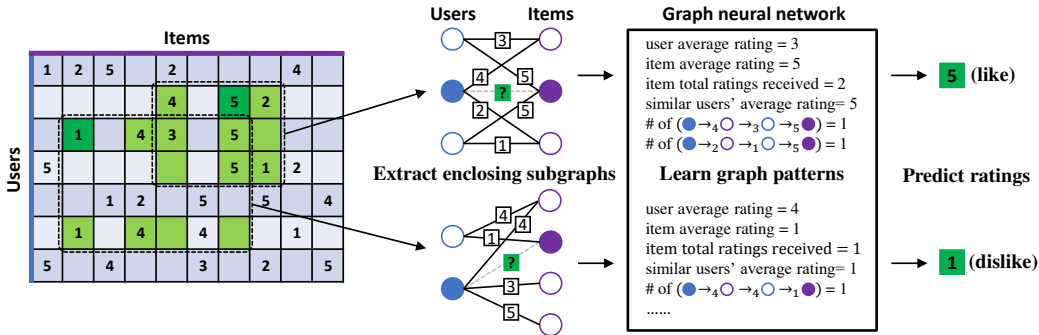 Users Items Graph neural network
Items
Users
1 2 5 2 4
4 5 2
1 4 3 5
5 5 1 2
1 2 5 5 4
1 4 4 1
5 4 3 2 5
3
4 5
?
2 5
1
Extract enclosing subgraphs
4
4
1
?
3
5
user average rating = 3
item average rating = 5
item total ratings received = 2
similar users’ average rating= 5
# of (→4 →3 →5 ) = 1
# of (→2 →1 →5 ) = 1
Learn graph patterns
user average rating = 4
item average rating = 1
item total ratings received = 1
similar users’ average rating= 1
# of (→4 →4 →1 ) = 1
......
5 (like)
Predict ratings
1 (dislike)